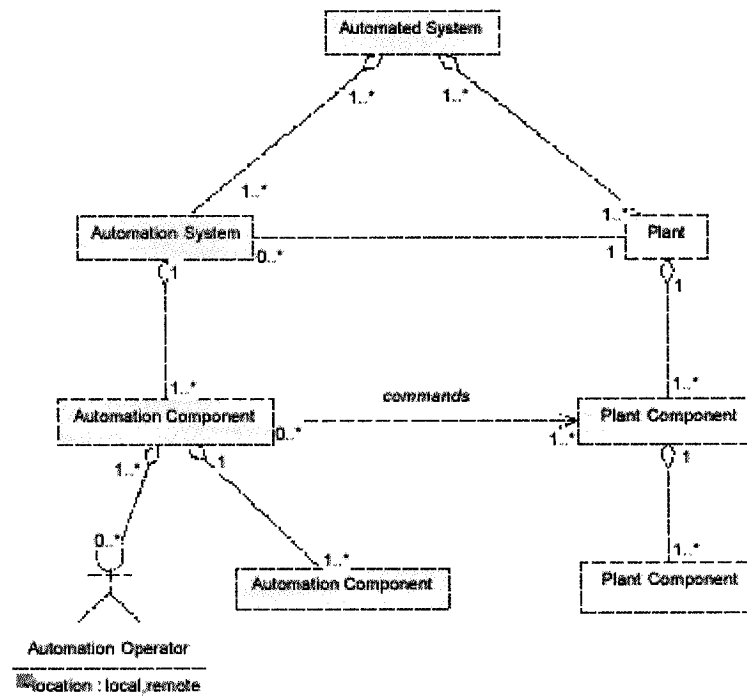 Automated System
1..*
1..*
1..*
1..*
Automation System
Plant
0..*
1
1
1
1..*
1..*
commands
Automation Component
Plant Component
0..*
1..*
1..*
1
1
0..*
1..*
1..*
Automation Component
Plant Component
Automation Operator
location : local,remote